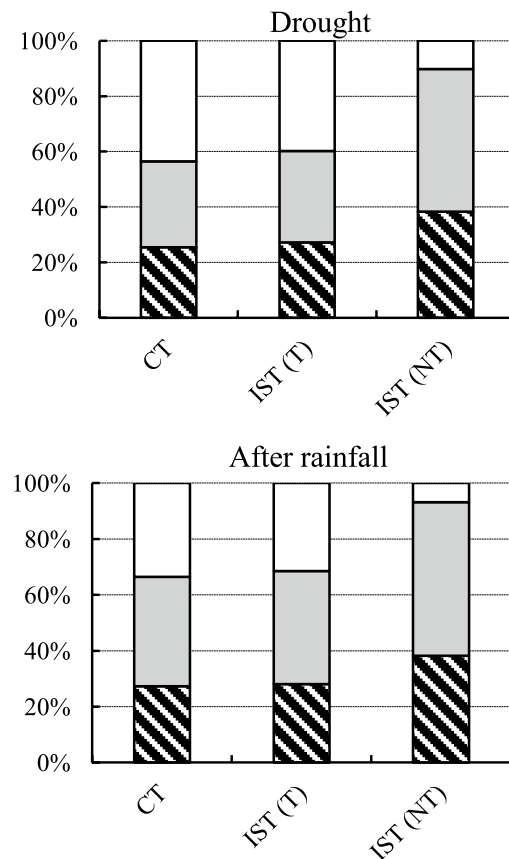 Drought
100%
80%
60%
40%
20%
0%
CT
IST (T)
IST (NT)
After rainfall
100%
80%
60%
40%
20%
0%
CT
IST (T)
IST (NT)